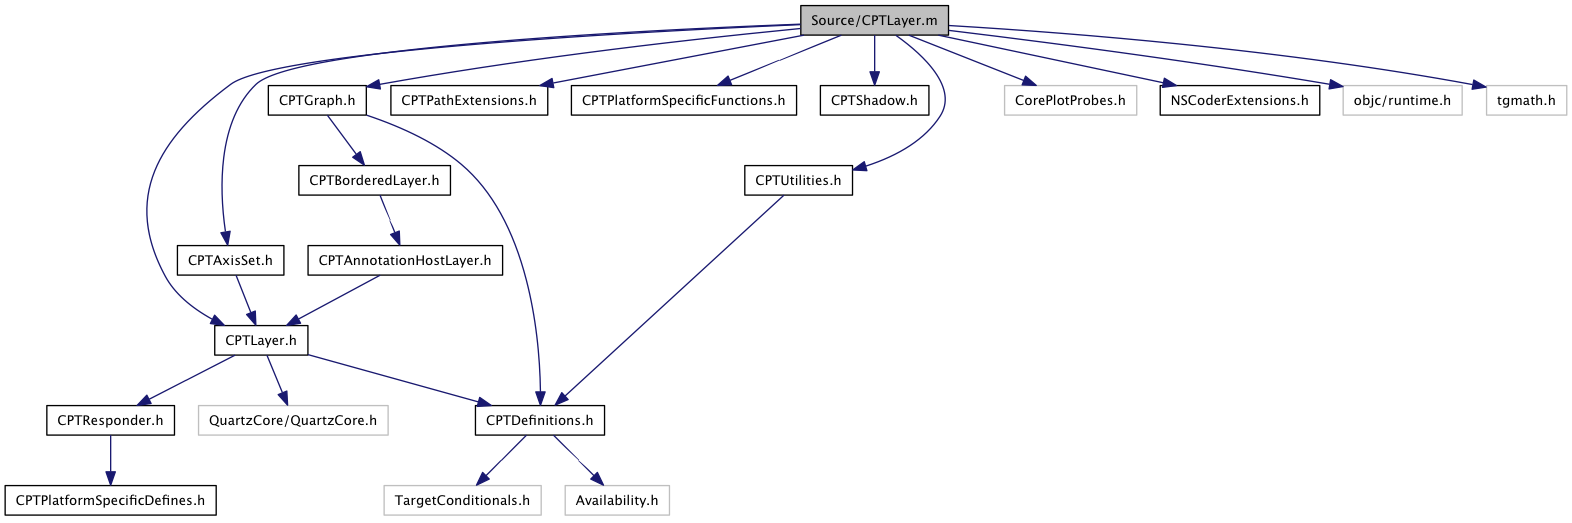 Source/CPTLayer.m
CPTGraph.h
CPTPathExtensions.h
CPTPlatformSpecificFunctions.h
CPTShadow.h
CorePlotProbes.h
NSCoderExtensions.h
objc/runtime.h
tgmath.h
CPTBorderedLayer.h
CPTUtilities.h
CPTAxisSet.h
CPTAnnotationHostLayer.h
CPTLayer.h
CPTResponder.h
QuartzCore/QuartzCore.h
CPTDefinitions.h
CPTPlatformSpecificDefines.h
TargetConditionals.h
Availability.h